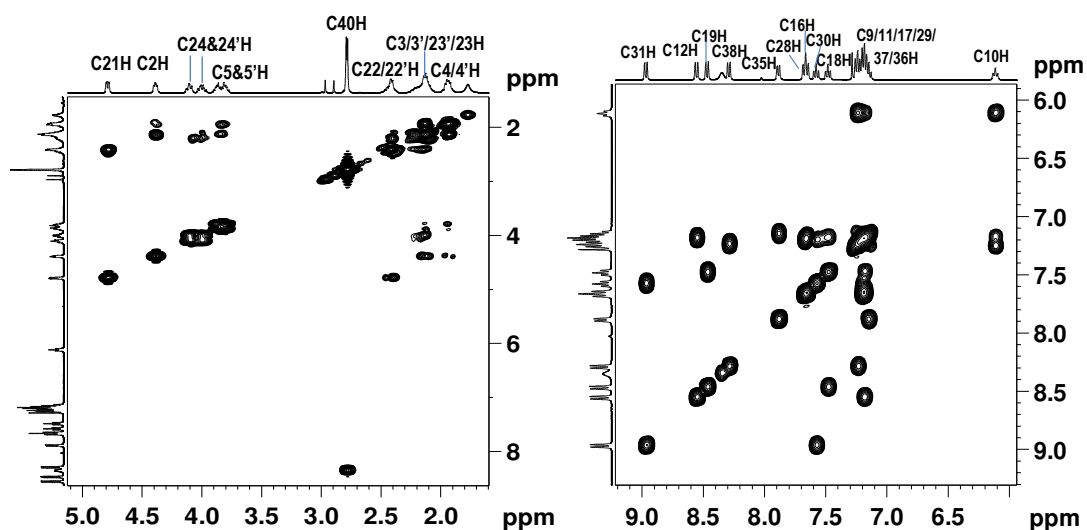 C40H
C21H C2H C24&24'H
C5&5'H
C22/22'H
C3/3'/23'/23H
C4/4'H
ppm
2
4
6
8
5.0 4.5 4.0 3.5 3.0 2.5 2.0 ppm
C31H C12H C19H C38H C35H C28H C16H C30H C18H C9/11/17/29/
37/36H
C10H
ppm
6.0
6.5
7.0
7.5
8.0
8.5
9.0
9.0 8.5 8.0 7.5 7.0 6.5 ppm